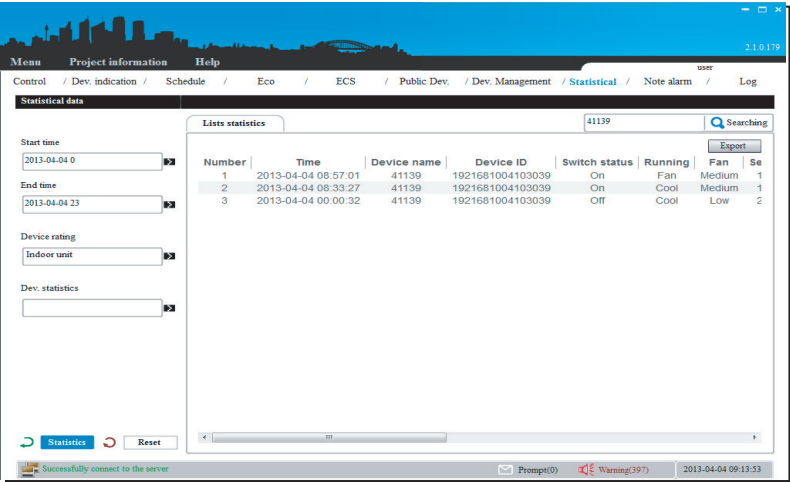 2.1.0.179
Menu Project information Help
user
Control / Dev. indication / Schedule / Eco / ECS / Public Dev. / Dev. Management / Statistical / Note alarm / Log
Statistical data
Lists statistics
41139
Searching
Export
Start time
2013-04-04 0
End time
2013-04-04 23
Device rating
Indoor unit
Dev. statistics
Number Time Device name Device ID Switch status Running Fan Se
1 2013-04-04 08:57:01 41139 1921681004103039 On Fan Medium 1
2 2013-04-04 08:33:27 41139 1921681004103039 On Cool Medium 1
3 2013-04-04 00:00:32 41139 1921681004103039 Off Cool Low 2
Statistics Reset
Successfully connect to the server Prompt(0) Warning(397) 2013-04-04 09:13:53